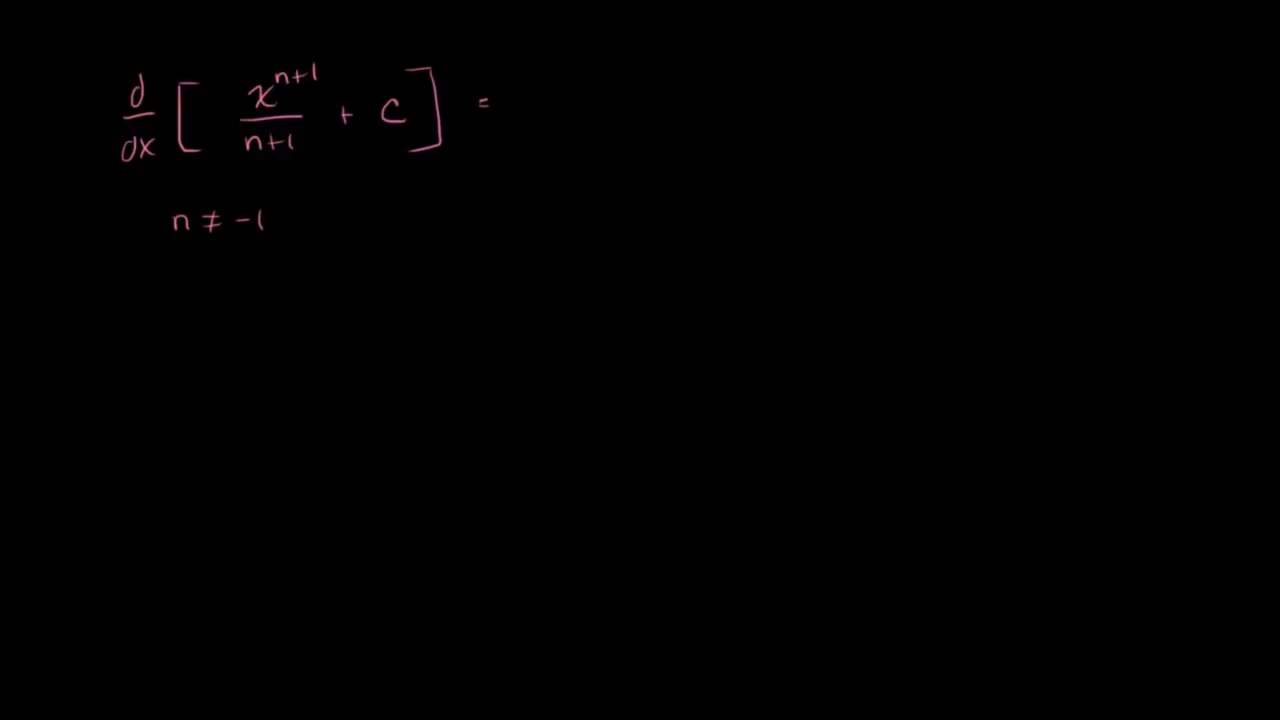 d/dx [ x^(n+1)/(n+1) + C ] =
n ≠ -1